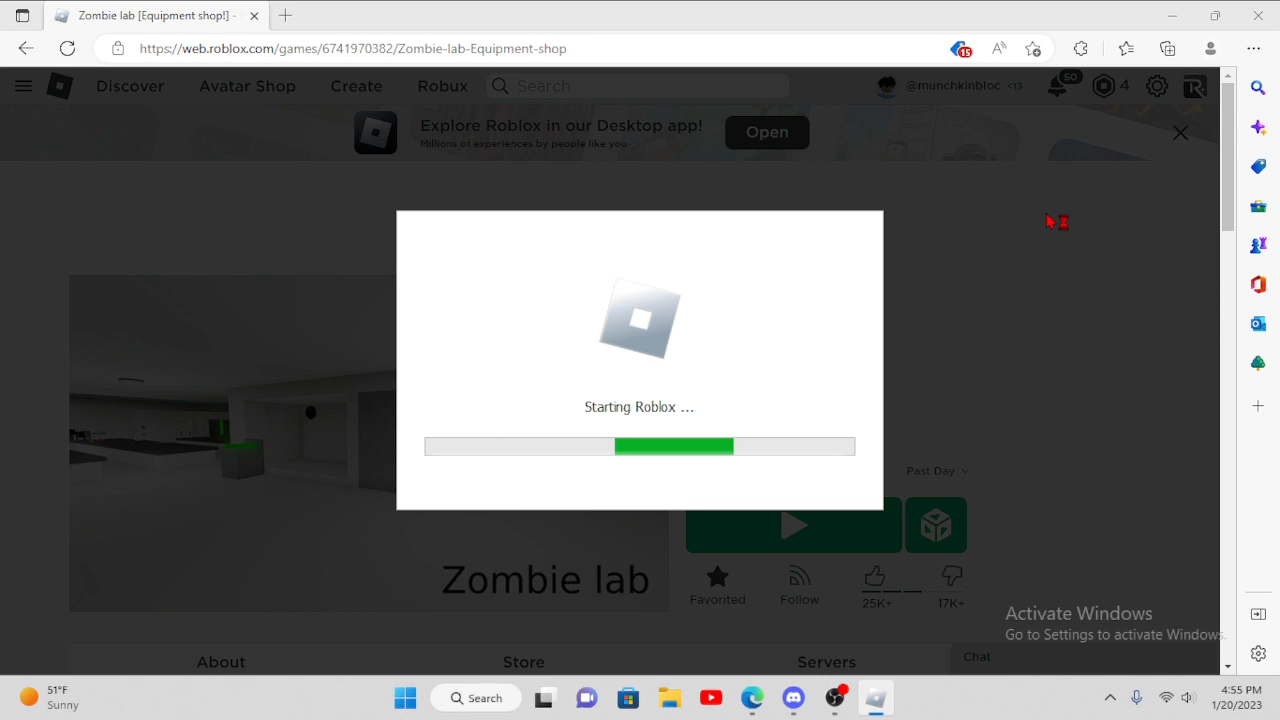 Zombie lab [Equipment shop!] -
https://web.roblox.com/games/6741970382/Zombie-lab-Equipment-shop
15
Discover
Avatar Shop
Create
Robux
Search
@munchkinbloc <13
50
4
Explore Roblox in our Desktop app!
Millions of experiences by people like you
Open
Starting Roblox ...
Past Day
Zombie lab
Favorited
Follow
25K+
17K+
Activate Windows
Go to Settings to activate Windows.
About
Store
Servers
Chat
51°F
Sunny
Search
4:55 PM
1/20/2023